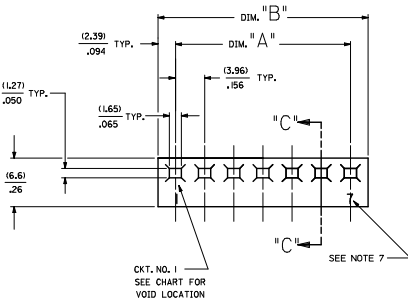 DIM. "B"
(2.39)
.094 TYP.
DIM. "A"
(1.27)
.050 TYP.
(3.96)
.156 TYP.
(1.65)
.065 TYP.
"C"
(6.6)
.26
"C"
SEE NOTE 7
CKT. NO. 1
SEE CHART FOR
VOID LOCATION